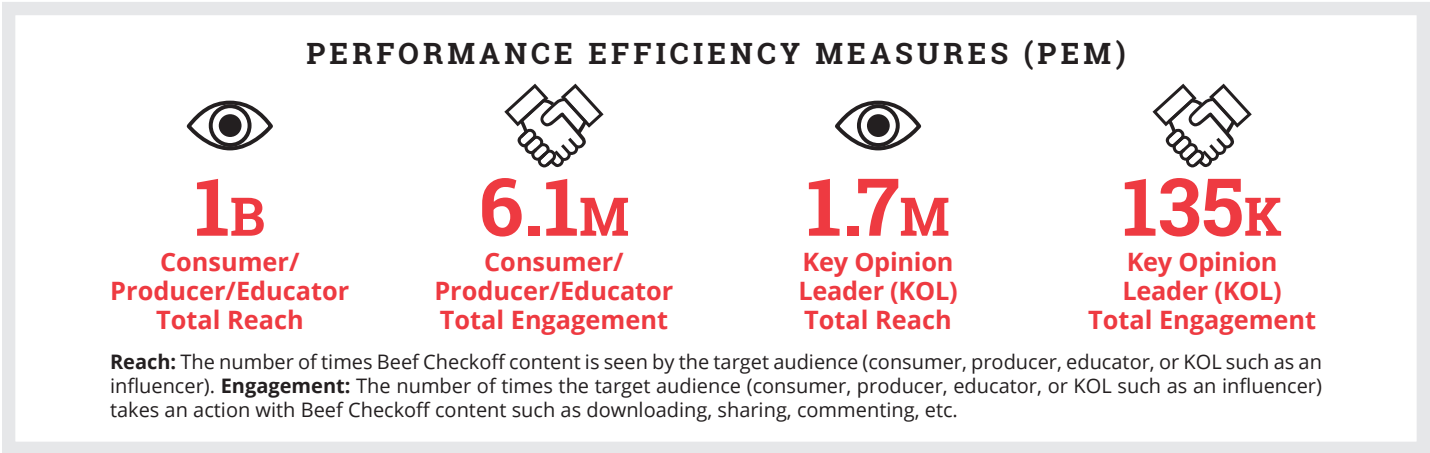 PERFORMANCE EFFICIENCY MEASURES (PEM)
1B
Consumer/
Producer/Educator
Total Reach
6.1M
Consumer/
Producer/Educator
Total Engagement
1.7M
Key Opinion
Leader (KOL)
Total Reach
135K
Key Opinion
Leader (KOL)
Total Engagement
Reach: The number of times Beef Checkoff content is seen by the target audience (consumer, producer, educator, or KOL such as an
influencer). Engagement: The number of times the target audience (consumer, producer, educator, or KOL such as an influencer)
takes an action with Beef Checkoff content such as downloading, sharing, commenting, etc.